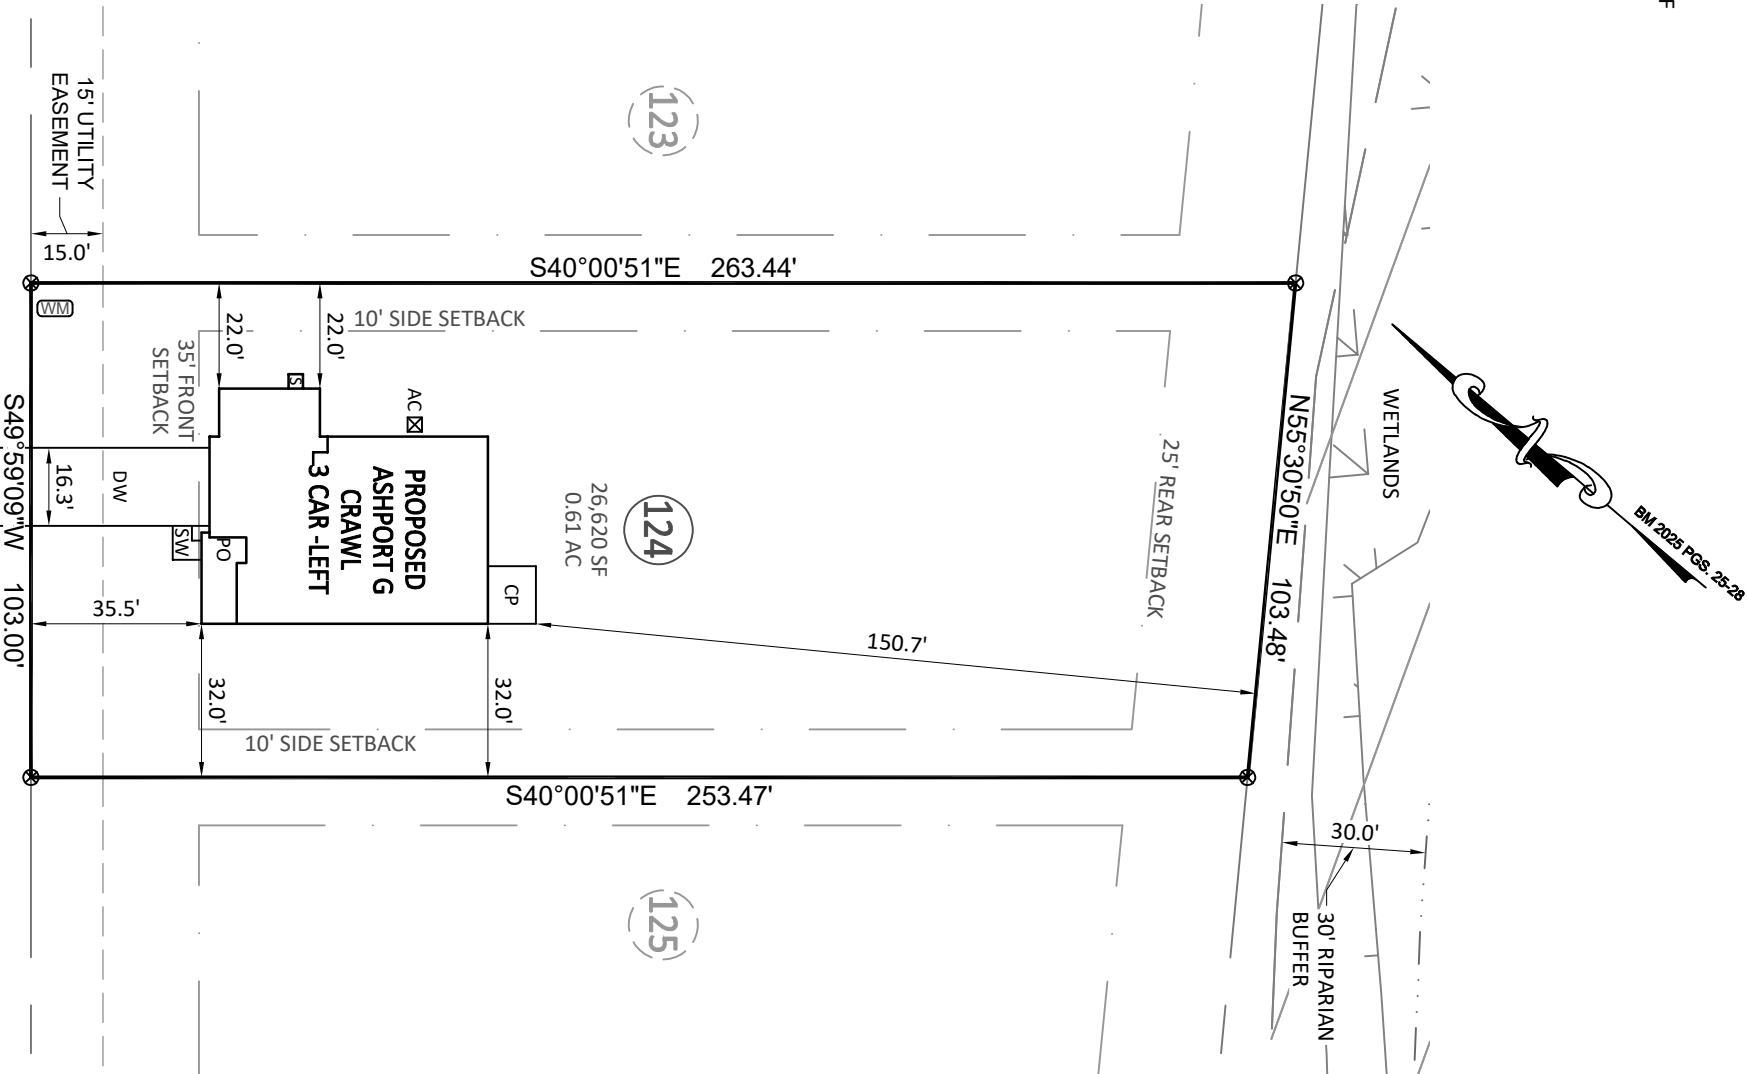 F
123
15' UTILITY
EASEMENT
15.0'
S40°00'51"E 263.44'
WM
22.0'
22.0'
10' SIDE SETBACK
35' FRONT
SETBACK
S
AC
WETLANDS
BM 2025 PGS. 25-28
N55°30'50"E 103.48'
25' REAR SETBACK
S49°59'09"W 103.00'
16.3'
DW
SW
PO
PROPOSED
ASHPORT G
CRAWL
3 CAR -LEFT
124
26,620 SF
0.61 AC
CP
35.5'
150.7'
32.0'
32.0'
10' SIDE SETBACK
S40°00'51"E 253.47'
30.0'
30' RIPARIAN
BUFFER
125